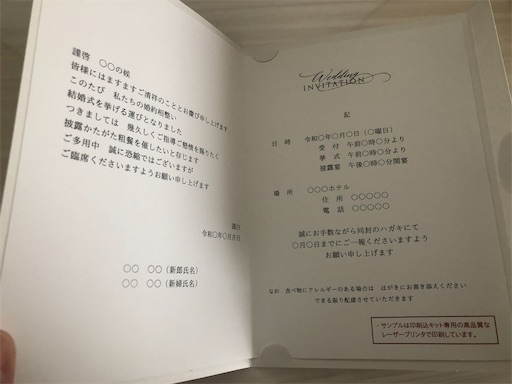 謹啓　○○の候
皆様にはますますご清祥のこととお慶び申し上げます
このたび　私たちの婚約相整い
結婚式を挙げる運びとなりました
つきましては　幾久しくご指導ご懇情を賜りたく
披露かたがた粗餐を催したいと存じます
ご多用中　誠に恐縮ではございますが
ご臨席くださいますようお願い申し上げます
謹白
令和○年○月吉日
○○　○○（新郎氏名）
○○　○○（新婦氏名）
Wedding
INVITATION
記
日　時　令和○年○月○日（○曜日）
受　付　午前○時○分より
挙　式　午前○時○分より
披露宴　午後○時○分開宴
場　所　○○○ホテル
住　所　○○○○○
電　話　○○○○○
誠にお手数ながら同封のハガキにて
○月○日までにご一報くださいますよう
お願い申し上げます
なお　食べ物にアレルギーのある場合は　はがきにお書き添えください
できる限り配慮させていただきます
・サンプルは印刷込キット専用の高品質な
レーザープリンタで印刷しています。